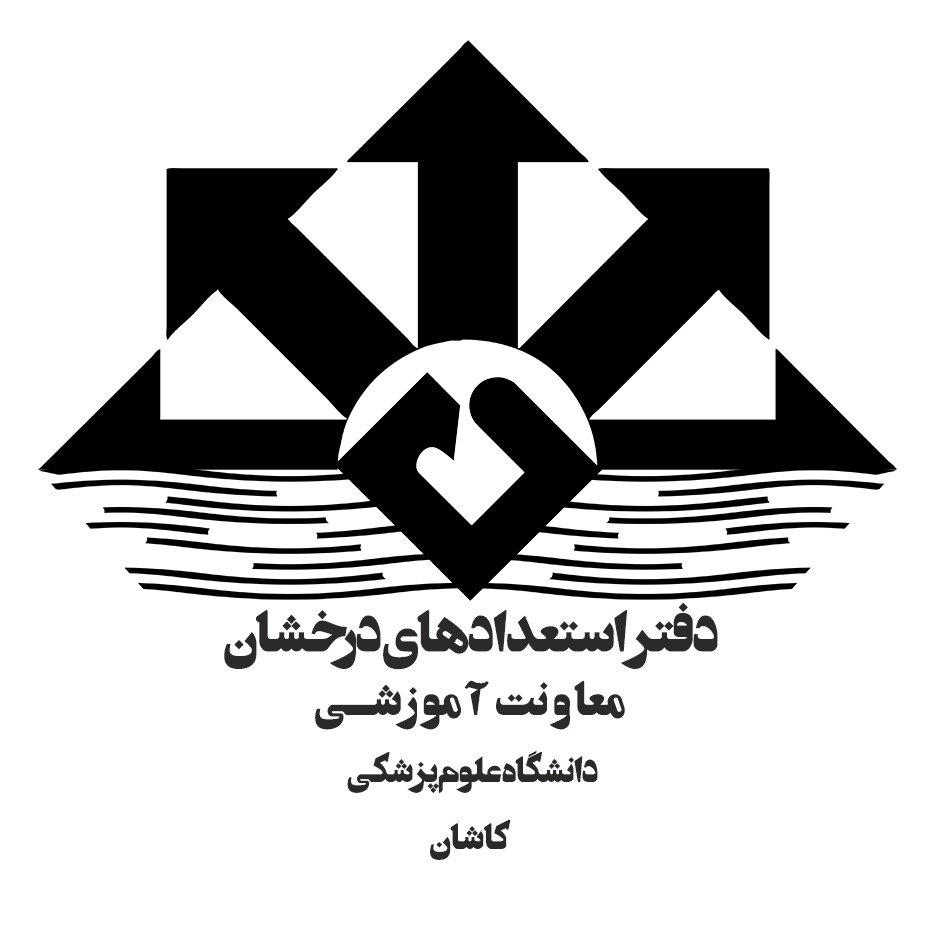 دفتر استعدادهای درخشان
معاونت آموزشی
دانشگاه علوم پزشکی
کاشان